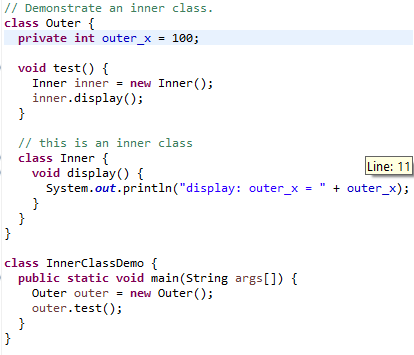 // Demonstrate an inner class.
class Outer {
  private int outer_x = 100;

  void test() {
    Inner inner = new Inner();
    inner.display();
  }

  // this is an inner class
  class Inner {
    void display() {
      System.out.println("display: outer_x = " + outer_x);
    }
  }
}

class InnerClassDemo {
  public static void main(String args[]) {
    Outer outer = new Outer();
    outer.test();
  }
}
Line: 11